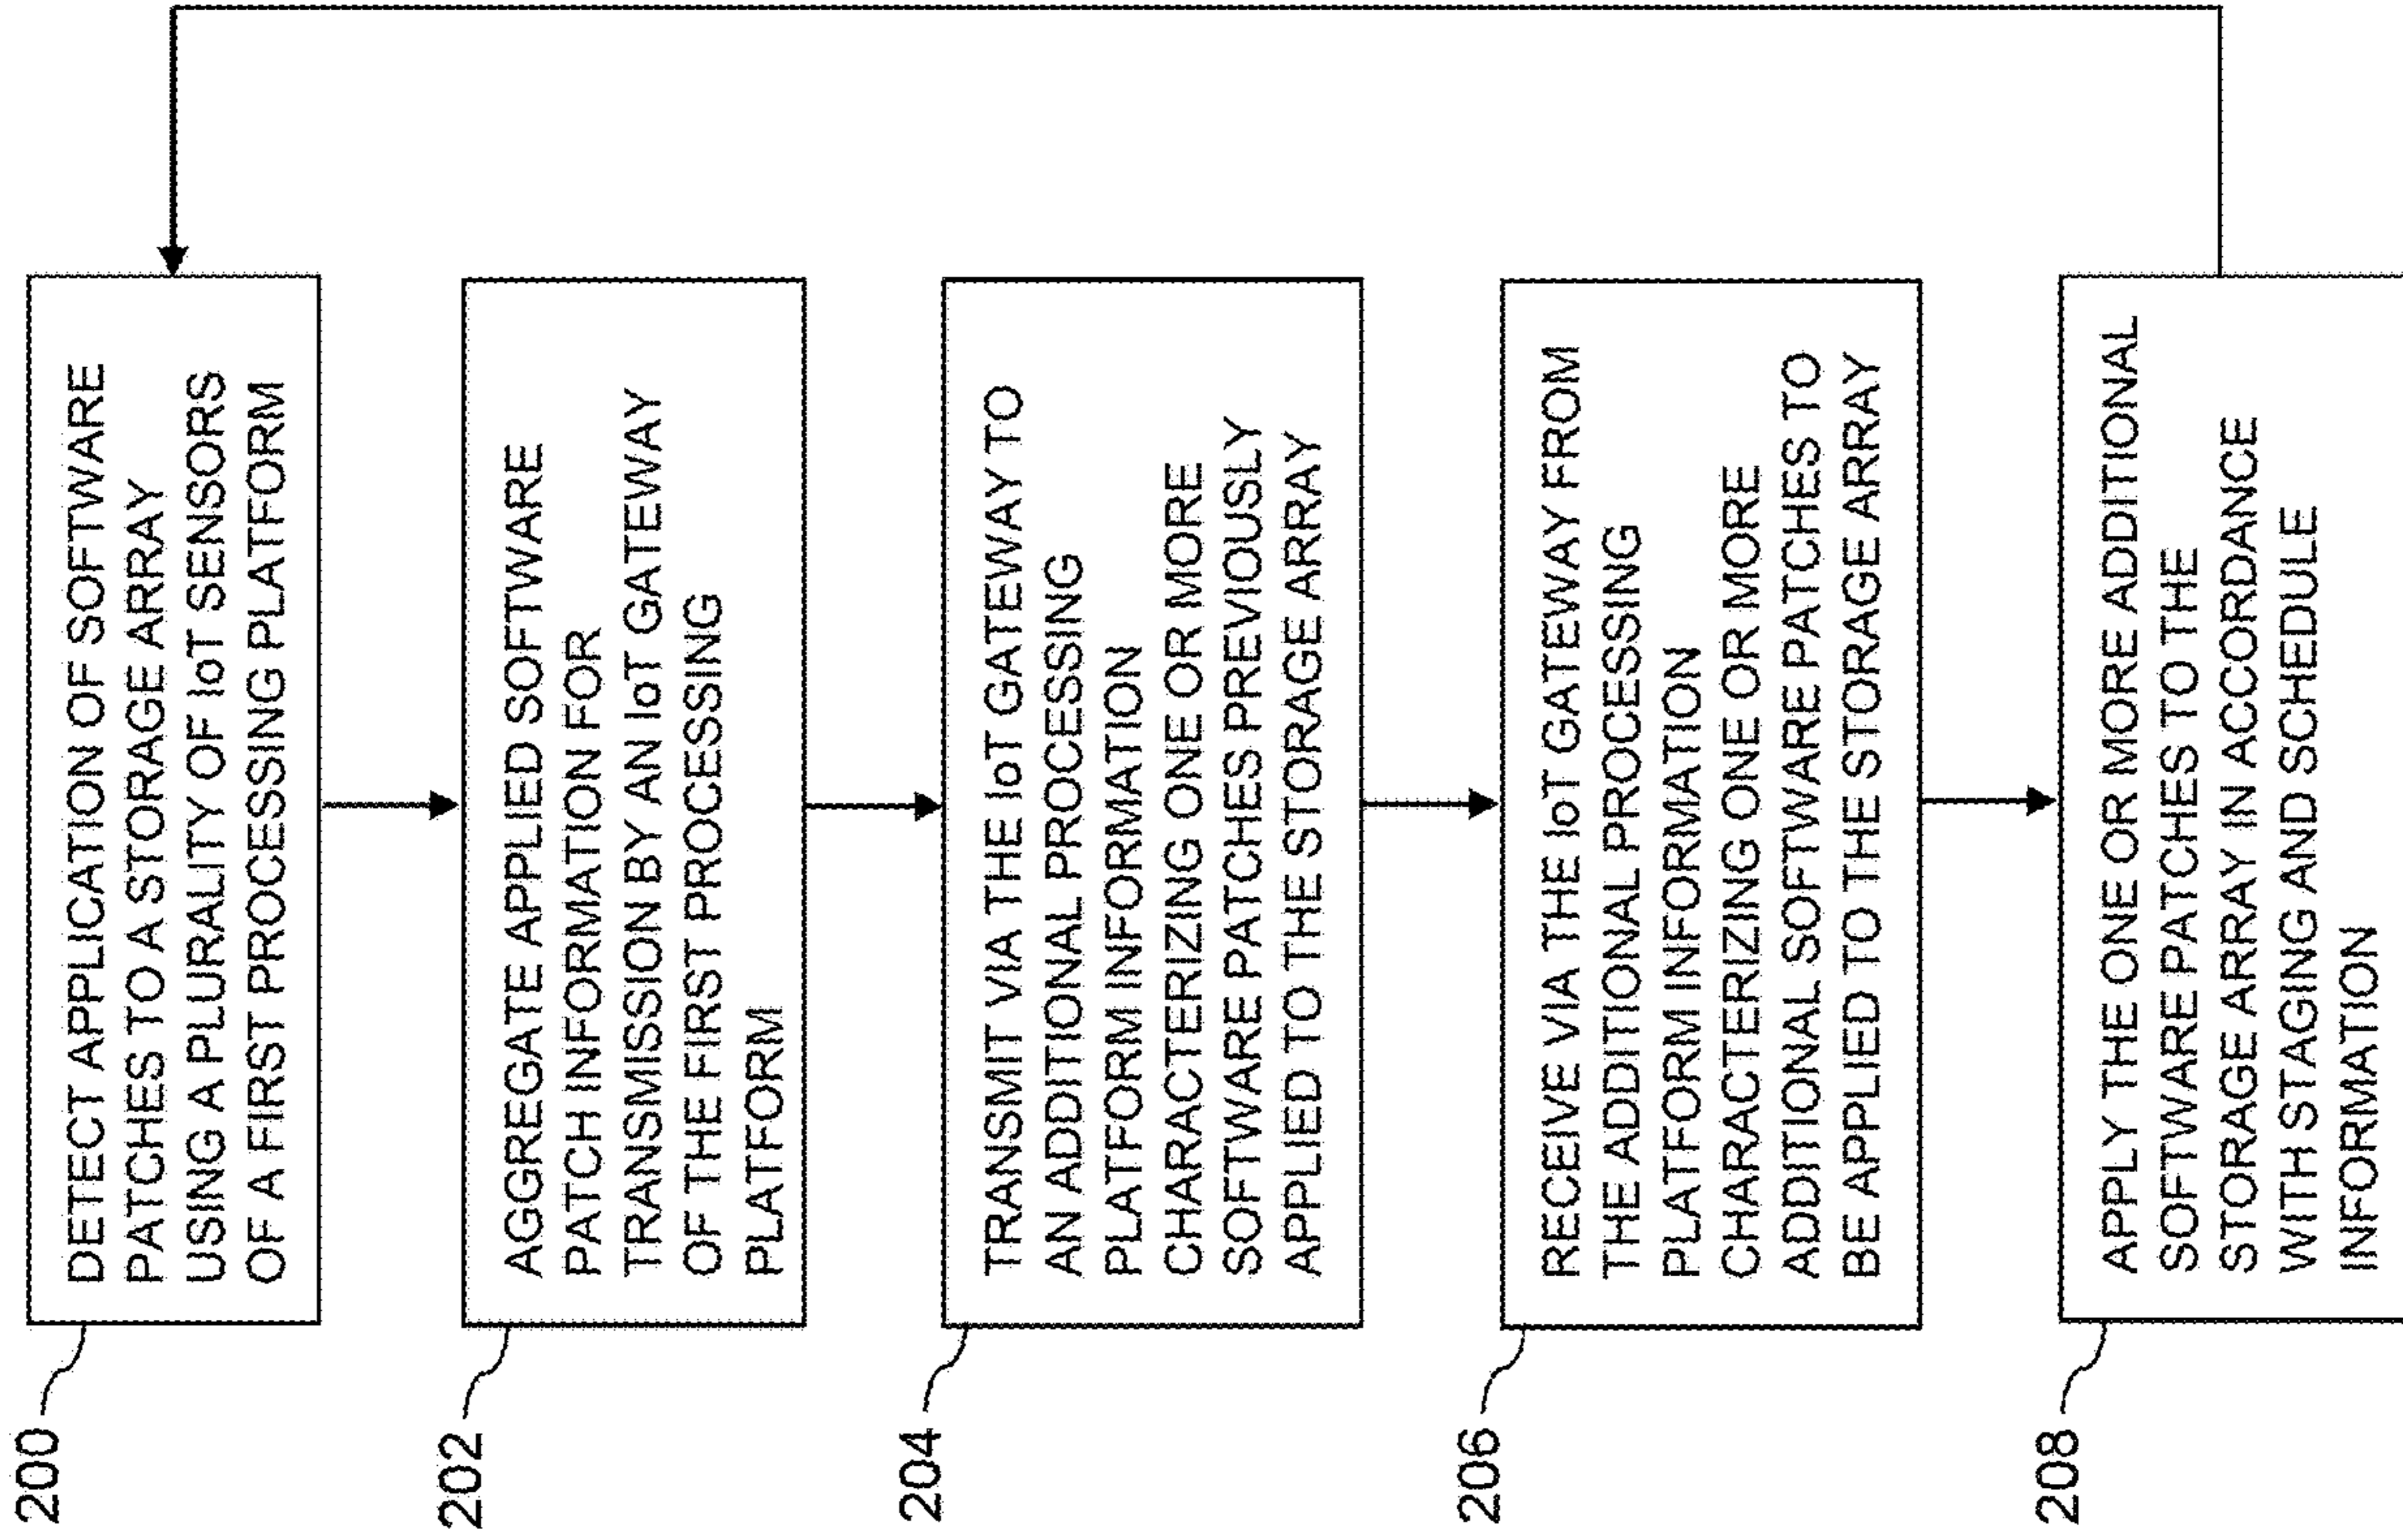 200
DETECT APPLICATION OF SOFTWARE
PATCHES TO A STORAGE ARRAY
USING A PLURALITY OF IoT SENSORS
OF A FIRST PROCESSING PLATFORM
202
AGGREGATE APPLIED SOFTWARE
PATCH INFORMATION FOR
TRANSMISSION BY AN IoT GATEWAY
OF THE FIRST PROCESSING
PLATFORM
204
TRANSMIT VIA THE IoT GATEWAY TO
AN ADDITIONAL PROCESSING
PLATFORM INFORMATION
CHARACTERIZING ONE OR MORE
SOFTWARE PATCHES PREVIOUSLY
APPLIED TO THE STORAGE ARRAY
206
RECEIVE VIA THE IoT GATEWAY FROM
THE ADDITIONAL PROCESSING
PLATFORM INFORMATION
CHARACTERIZING ONE OR MORE
ADDITIONAL SOFTWARE PATCHES TO
BE APPLIED TO THE STORAGE ARRAY
208
APPLY THE ONE OR MORE ADDITIONAL
SOFTWARE PATCHES TO THE
STORAGE ARRAY IN ACCORDANCE
WITH STAGING AND SCHEDULE
INFORMATION